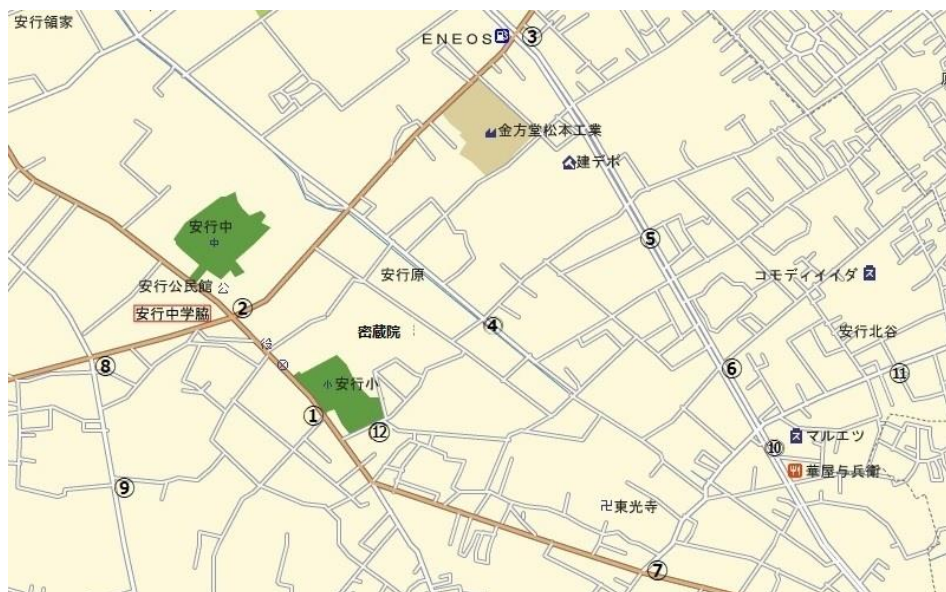 安行領家
ENEOS
③
金方堂松本工業
建デポ
安行中
中
⑤
安行原
コモディイイダ
安行公民館
公
②
安行中学脇
密蔵院
④
安行北谷
⑧
⑥
⑪
小
安行小
①
⑫
マルエツ
⑩
華屋与兵衛
⑨
卍東光寺
⑦